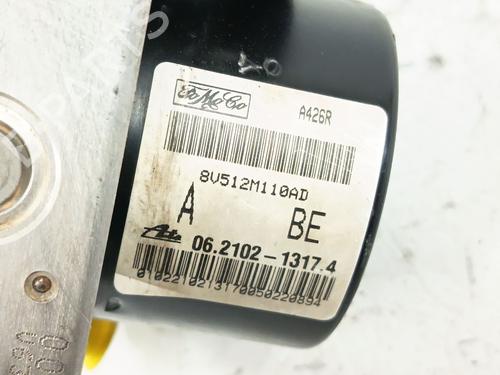 FoMoCo
A426R
8V512M110AD
A BE
Ate 06.2102-1317.4